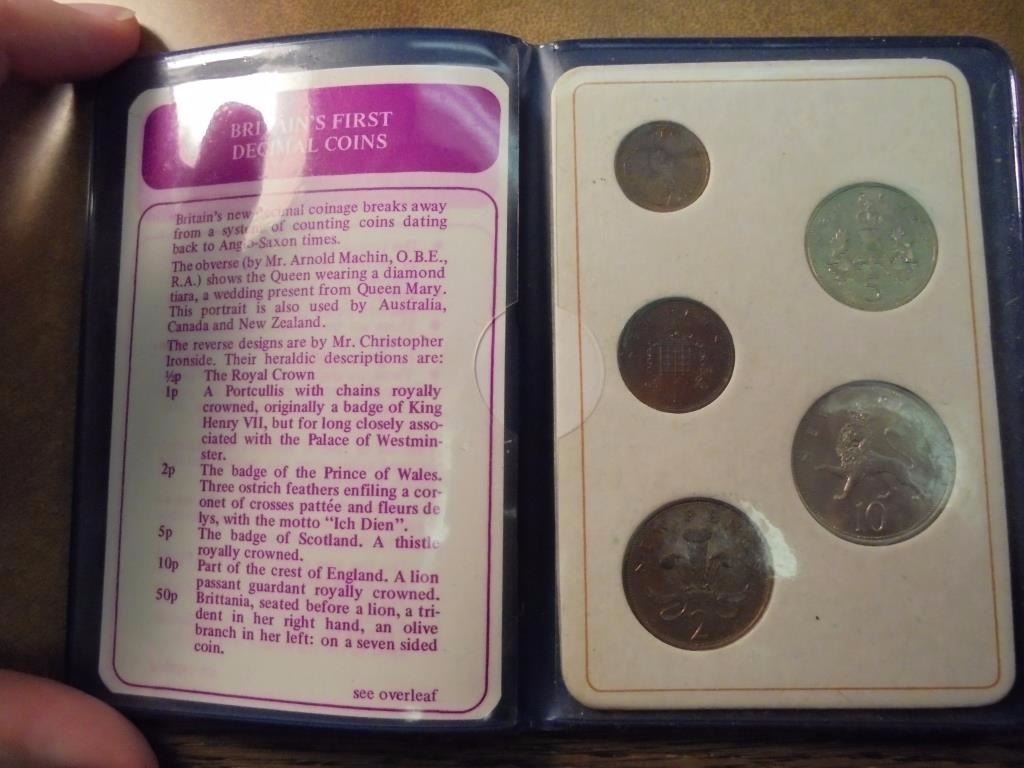 BRITAIN'S FIRST
DECIMAL COINS
Britain's new decimal coinage breaks away
from a system of counting coins dating
back to Anglo-Saxon times.
The obverse (by Mr. Arnold Machin, O.B.E.,
R.A.) shows the Queen wearing a diamond
tiara, a wedding present from Queen Mary.
This portrait is also used by Australia,
Canada and New Zealand.
The reverse designs are by Mr. Christopher
Ironside. Their heraldic descriptions are:
½p The Royal Crown
1p A Portcullis with chains royally
crowned, originally a badge of King
Henry VII, but for long closely asso-
ciated with the Palace of Westmin-
ster.
2p The badge of the Prince of Wales.
Three ostrich feathers enfiling a cor-
onet of crosses pattée and fleurs de
lys, with the motto "Ich Dien".
5p The badge of Scotland. A thistle
royally crowned.
10p Part of the crest of England. A lion
passant guardant royally crowned.
50p Brittania, seated before a lion, a tri-
dent in her right hand, an olive
branch in her left: on a seven sided
coin.
see overleaf
5
10
2